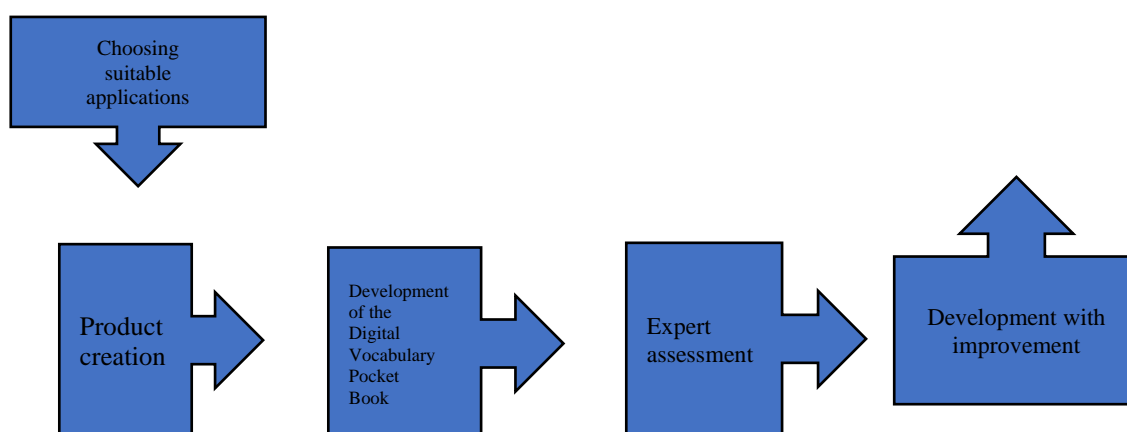 Choosing
suitable
applications
Product
creation
Development
of the
Digital
Vocabulary
Pocket
Book
Expert
assessment
Development with
improvement